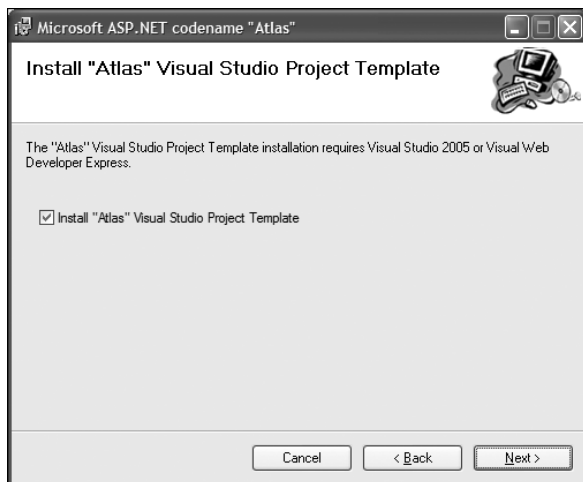 Microsoft ASP.NET codename "Atlas"
Install "Atlas" Visual Studio Project Template
The "Atlas" Visual Studio Project Template installation requires Visual Studio 2005 or Visual Web
Developer Express.
Install "Atlas" Visual Studio Project Template
Cancel
< Back
Next >